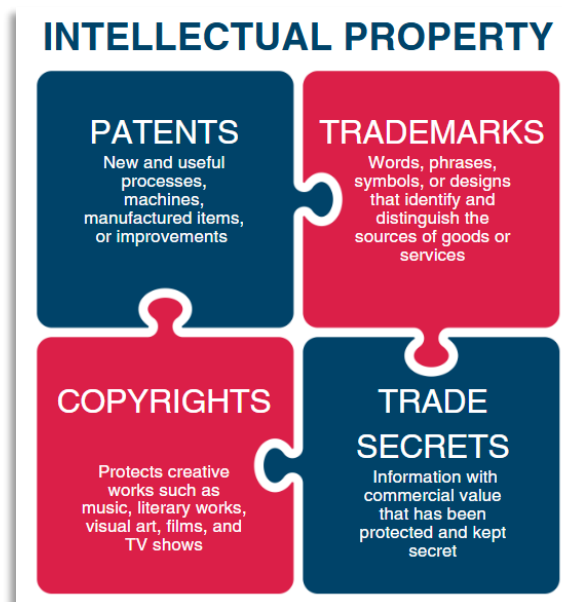 INTELLECTUAL PROPERTY
PATENTS
New and useful
processes,
machines,
manufactured items,
or improvements
TRADEMARKS
Words, phrases,
symbols, or designs
that identify and
distinguish the
sources of goods or
services
COPYRIGHTS
Protects creative
works such as
music, literary works,
visual art, films, and
TV shows
TRADE
SECRETS
Information with
commercial value
that has been
protected and kept
secret